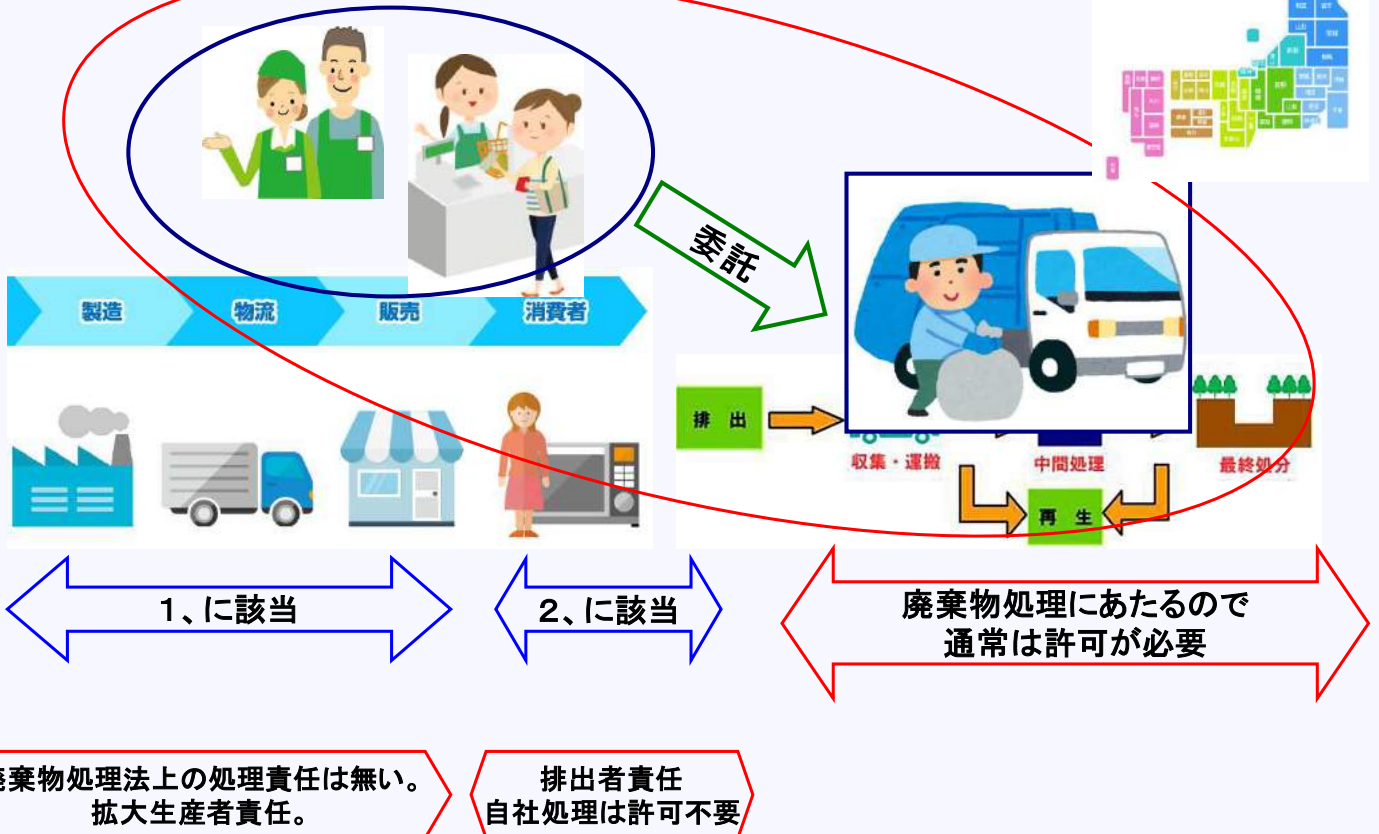 委託
製造
物流
販売
消費者
排 出
収集・運搬
中間処理
最終処分
再 生
1、に該当
2、に該当
廃棄物処理にあたるので
通常は許可が必要
廃棄物処理法上の処理責任は無い。
拡大生産者責任。
排出者責任
自社処理は許可不要